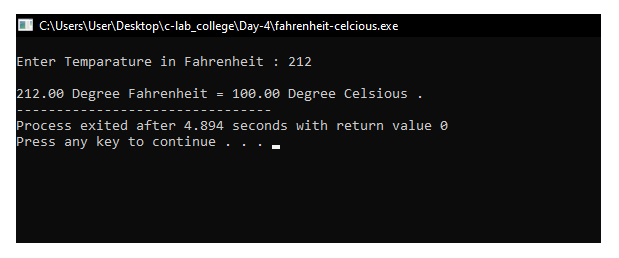 C:\Users\User\Desktop\c-lab_college\Day-4\fahrenheit-celcious.exe
Enter Temparature in Fahrenheit : 212
212.00 Degree Fahrenheit = 100.00 Degree Celsious .
--------------------------------
Process exited after 4.894 seconds with return value 0
Press any key to continue . . .